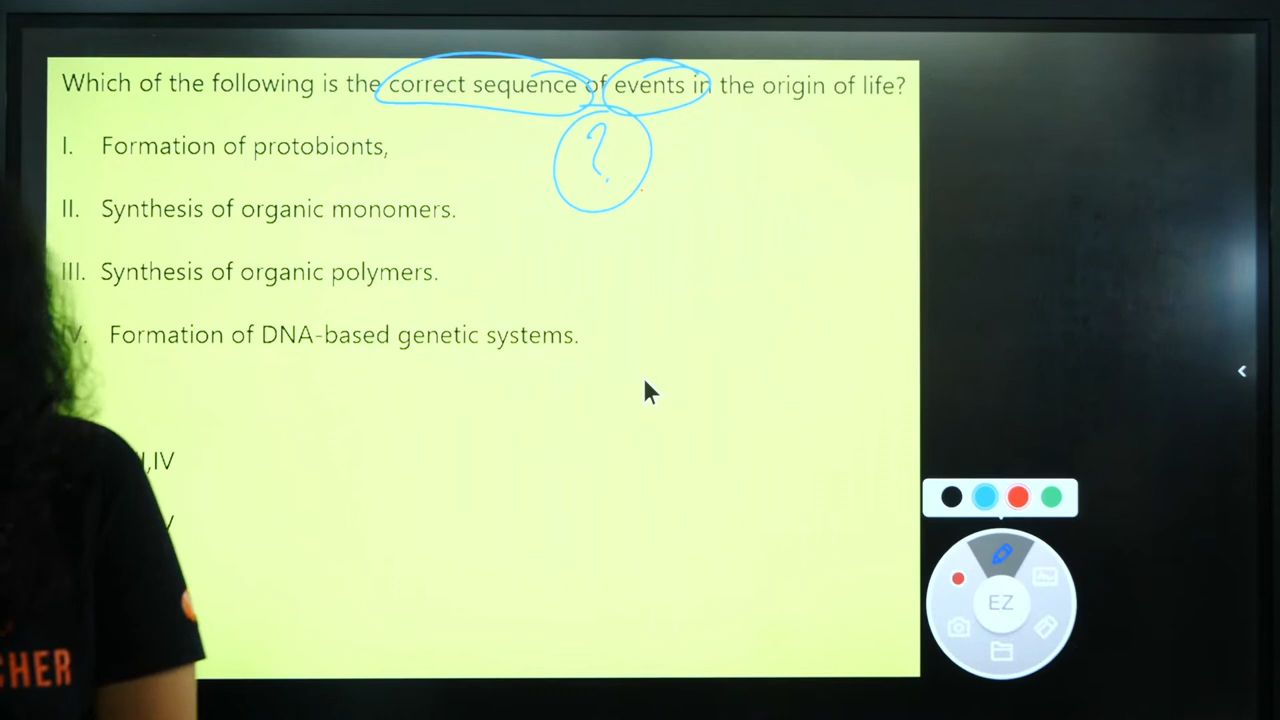 Which of the following is the correct sequence of events in the origin of life?
?
I. Formation of protobionts,
II. Synthesis of organic monomers.
III. Synthesis of organic polymers.
V. Formation of DNA-based genetic systems.
,IV
EZ
CHER